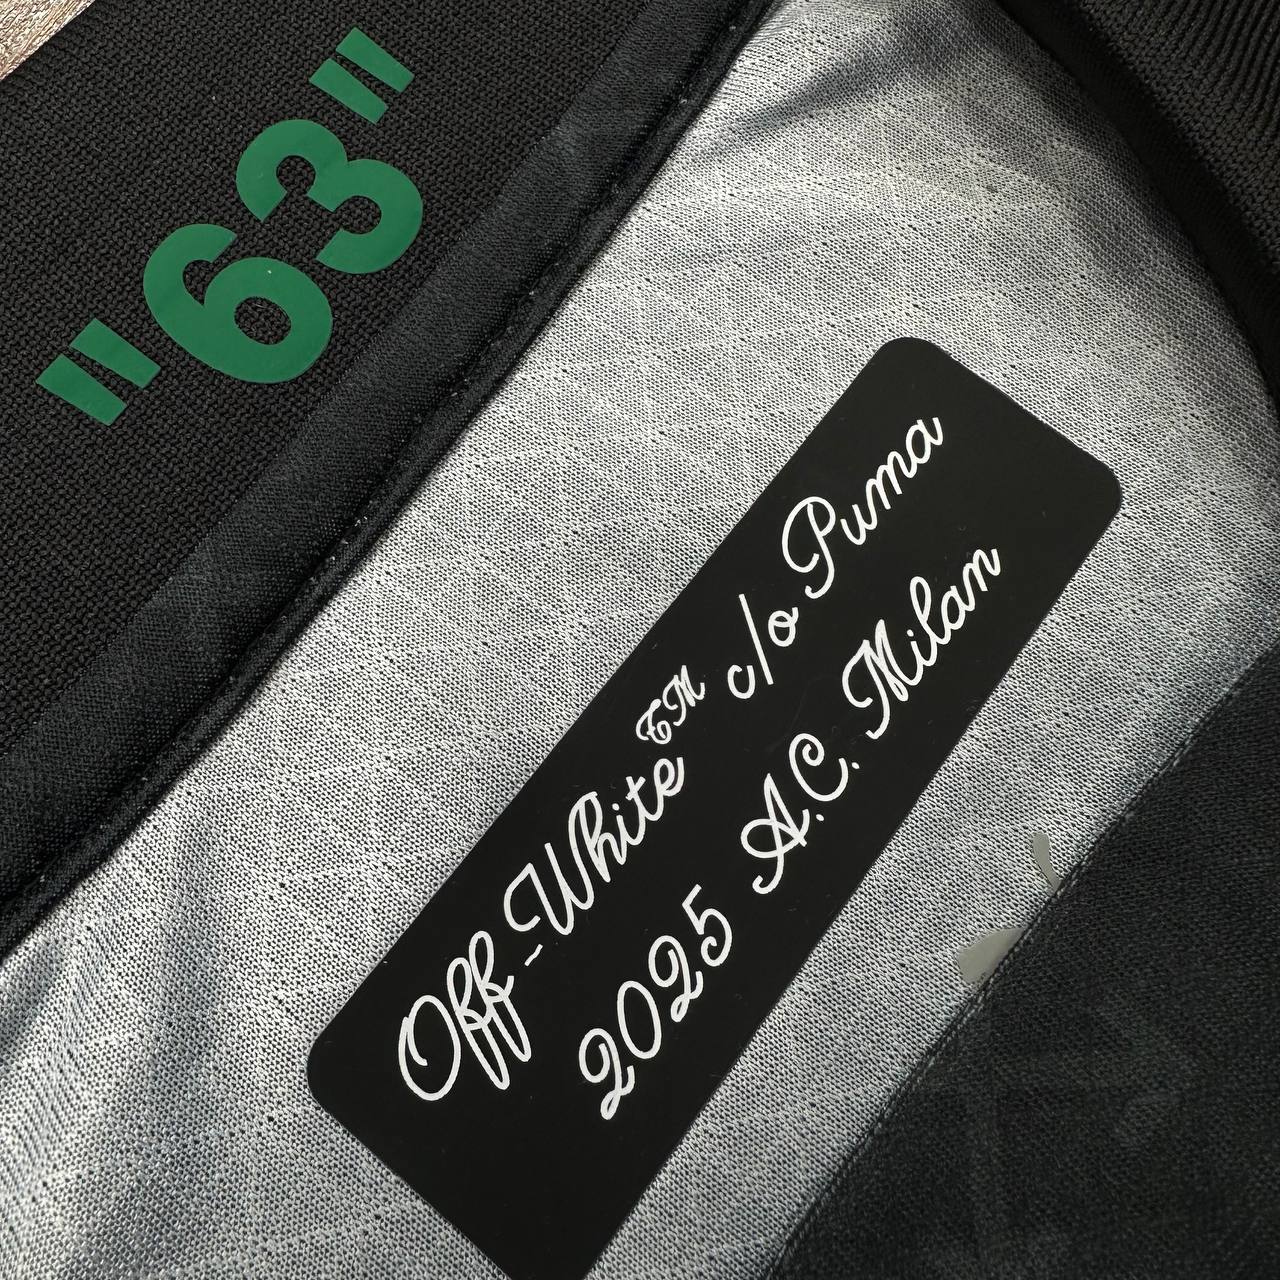 "63"
Off-White™ c/o Puma
2025 A.C. Milan